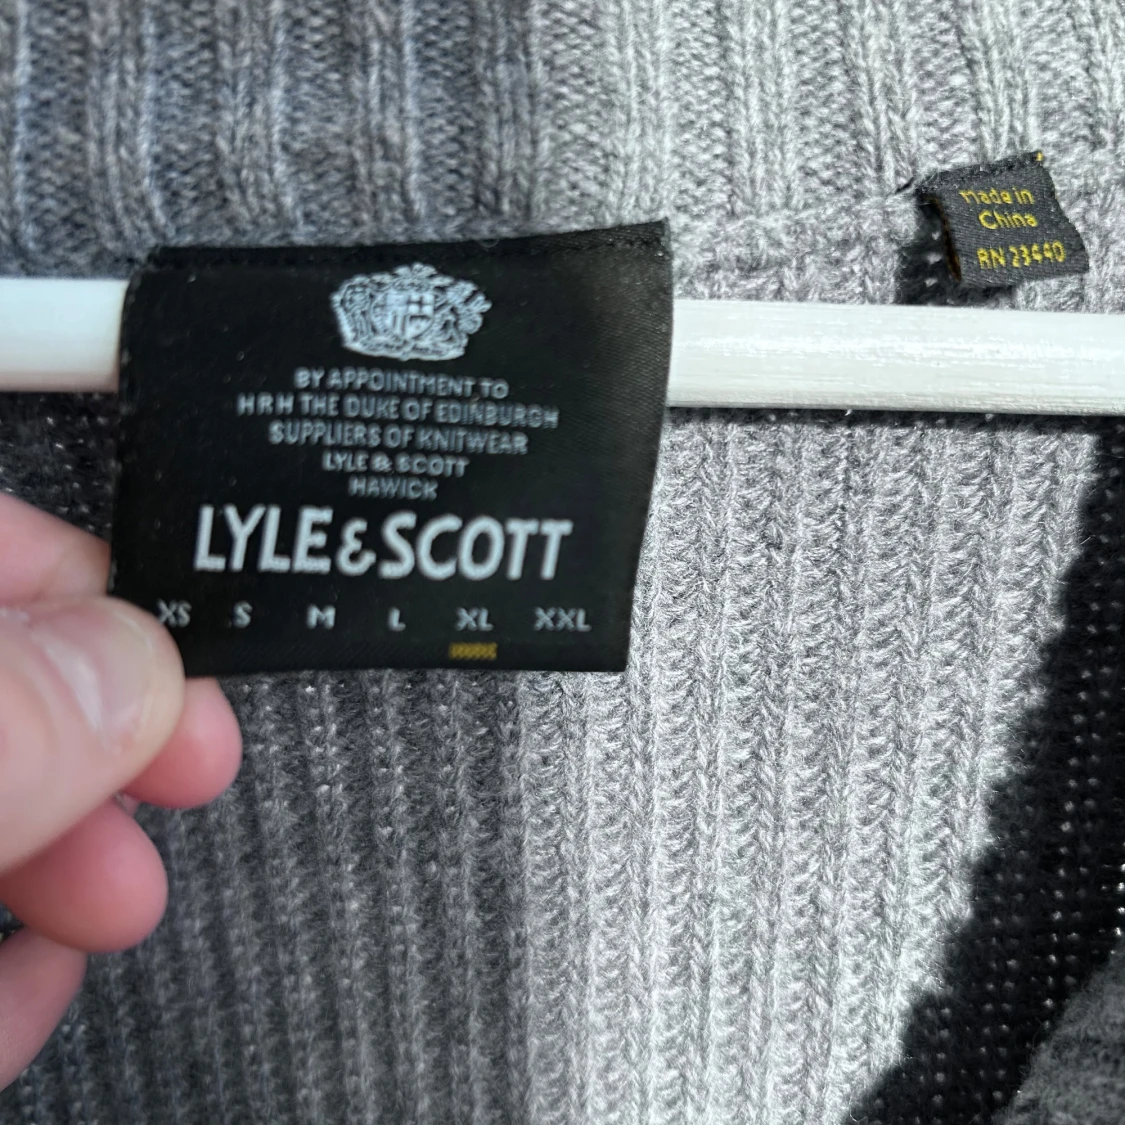 BY APPOINTMENT TO
HRH THE DUKE OF EDINBURGH
SUPPLIERS OF KNITWEAR
LYLE & SCOTT
HAWICK
LYLE & SCOTT
XS S M L XL XXL
Made in
China
RN 23440